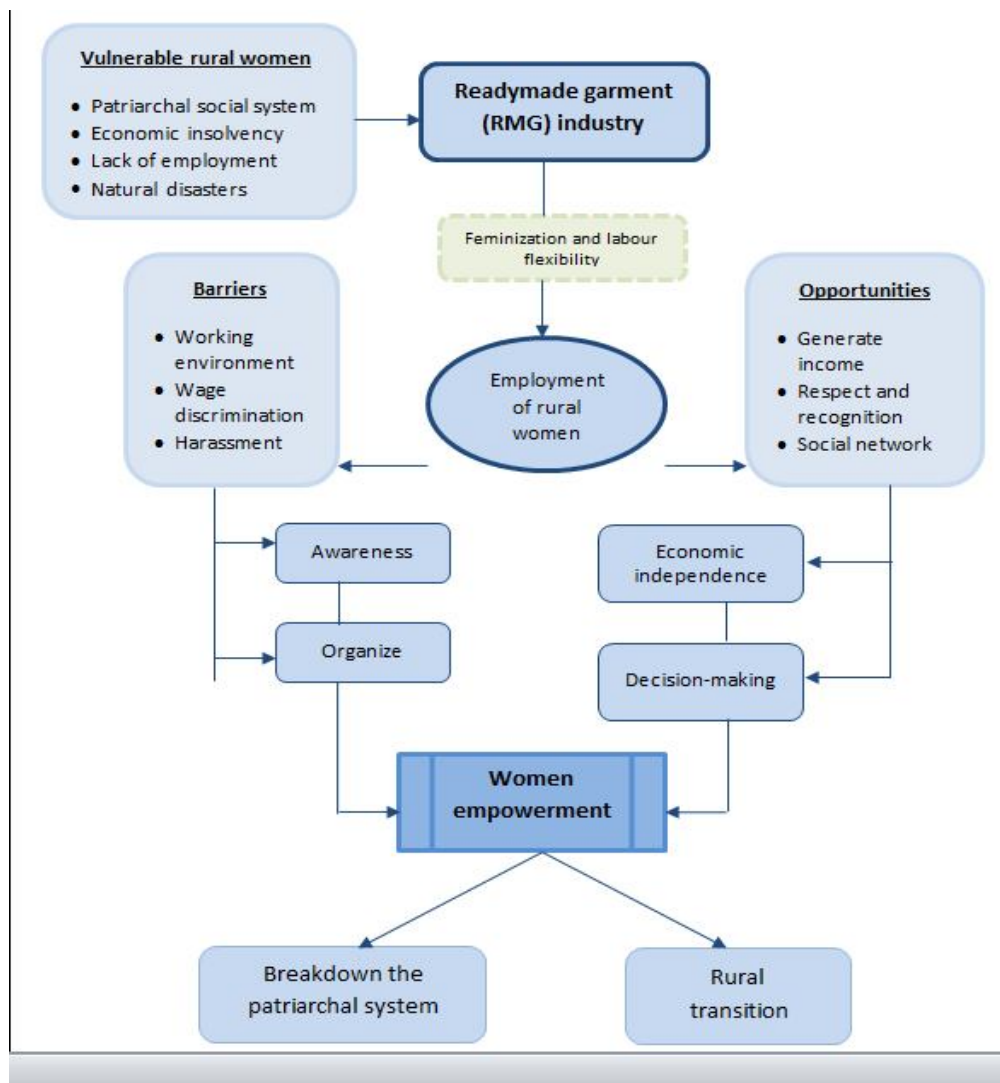 Vulnerable rural women
• Patriarchal social system
• Economic insolvency
• Lack of employment
• Natural disasters
Readymade garment
(RMG) industry
Feminization and labour
flexibility
Barriers
• Working
environment
• Wage
discrimination
• Harassment
Employment
of rural
women
Opportunities
• Generate
income
• Respect and
recognition
• Social network
Awareness
Organize
Economic
independence
Decision-making
Women
empowerment
Breakdown the
patriarchal system
Rural
transition